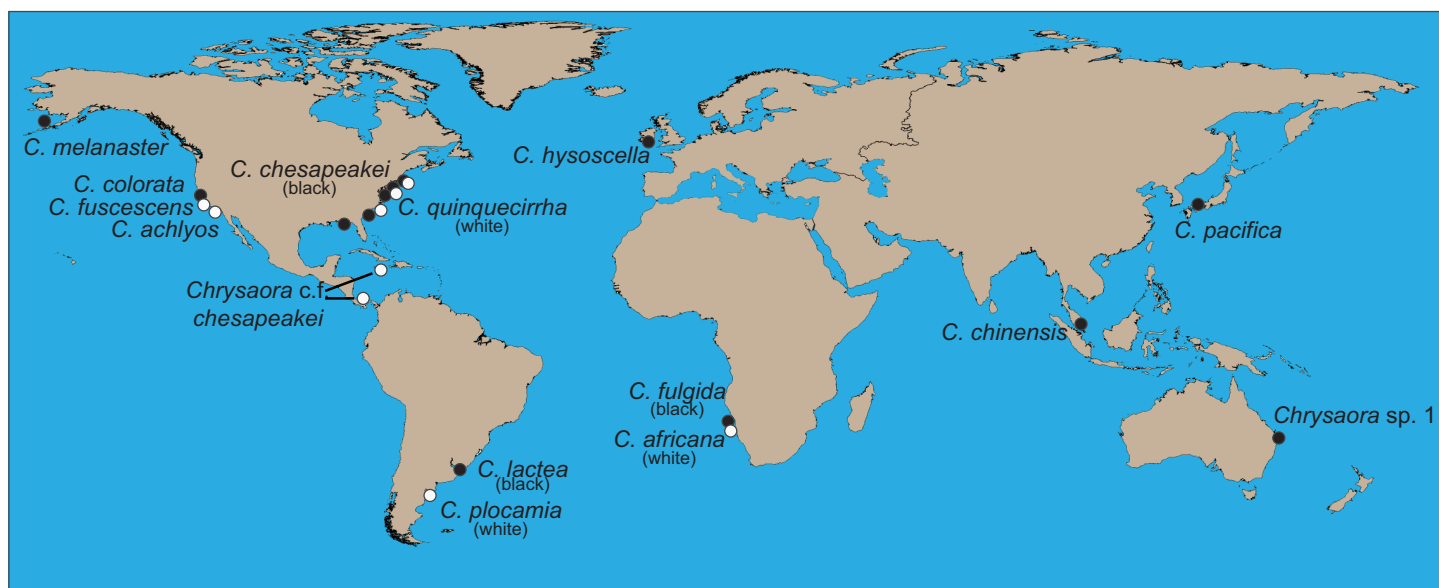 C. melanaster
C. colorata
C. fuscescens
C. achlyos
C. chesapeakei
(black)
C. quinquecirrha
(white)
Chrysaora c.f
chesapeakei
C. lactea
(black)
C. plocamia
(white)
C. hysoscella
C. fulgida
(black)
C. africana
(white)
C. pacifica
C. chinensis
Chrysaora sp. 1